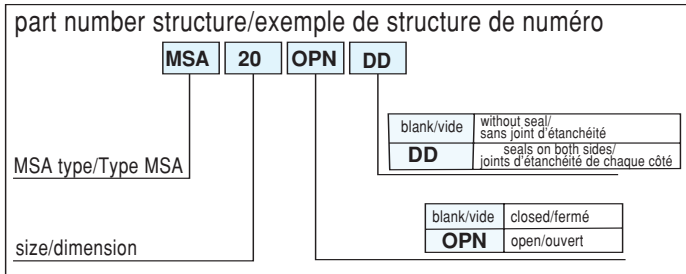 part number structure/exemple de structure de numéro
MSA 20 OPN DD
blank/vide without seal/
sans joint d'étanchéité
DD seals on both sides/
joints d'étanchéité de chaque côté
MSA type/Type MSA
blank/vide closed/fermé
OPN open/ouvert
size/dimension